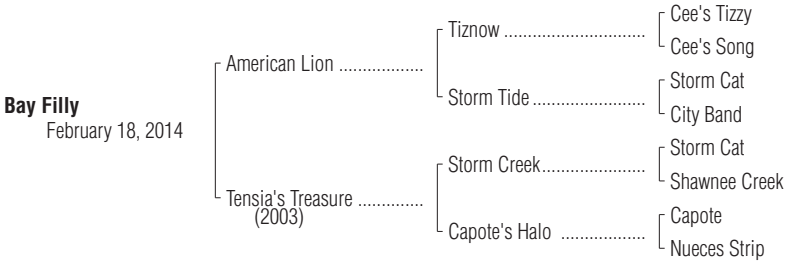 Cee's Tizzy
Tiznow ..............................
Cee's Song
American Lion .................
Storm Cat
Storm Tide ........................
City Band
Bay Filly
February 18, 2014
Storm Cat
Storm Creek......................
Shawnee Creek
Tensia's Treasure .............
(2003)
Capote
Capote's Halo ..................
Nueces Strip